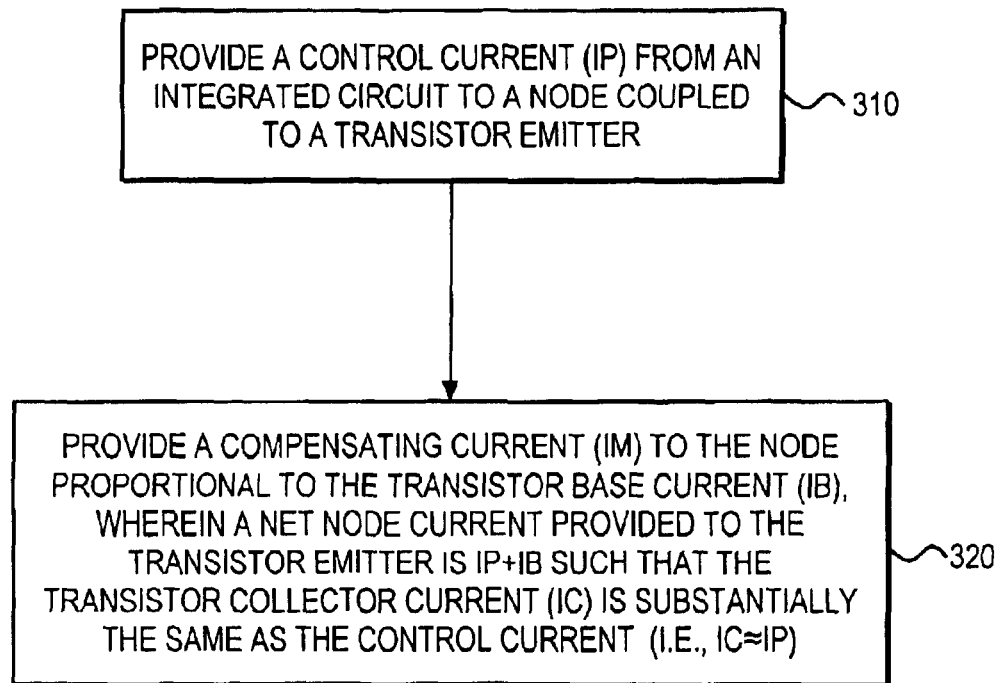 PROVIDE A CONTROL CURRENT (IP) FROM AN
INTEGRATED CIRCUIT TO A NODE COUPLED
TO A TRANSISTOR EMITTER
310
PROVIDE A COMPENSATING CURRENT (IM) TO THE NODE
PROPORTIONAL TO THE TRANSISTOR BASE CURRENT (IB),
WHEREIN A NET NODE CURRENT PROVIDED TO THE
TRANSISTOR EMITTER IS IP+IB SUCH THAT THE
TRANSISTOR COLLECTOR CURRENT (IC) IS SUBSTANTIALLY
THE SAME AS THE CONTROL CURRENT (I.E., IC≈IP)
320